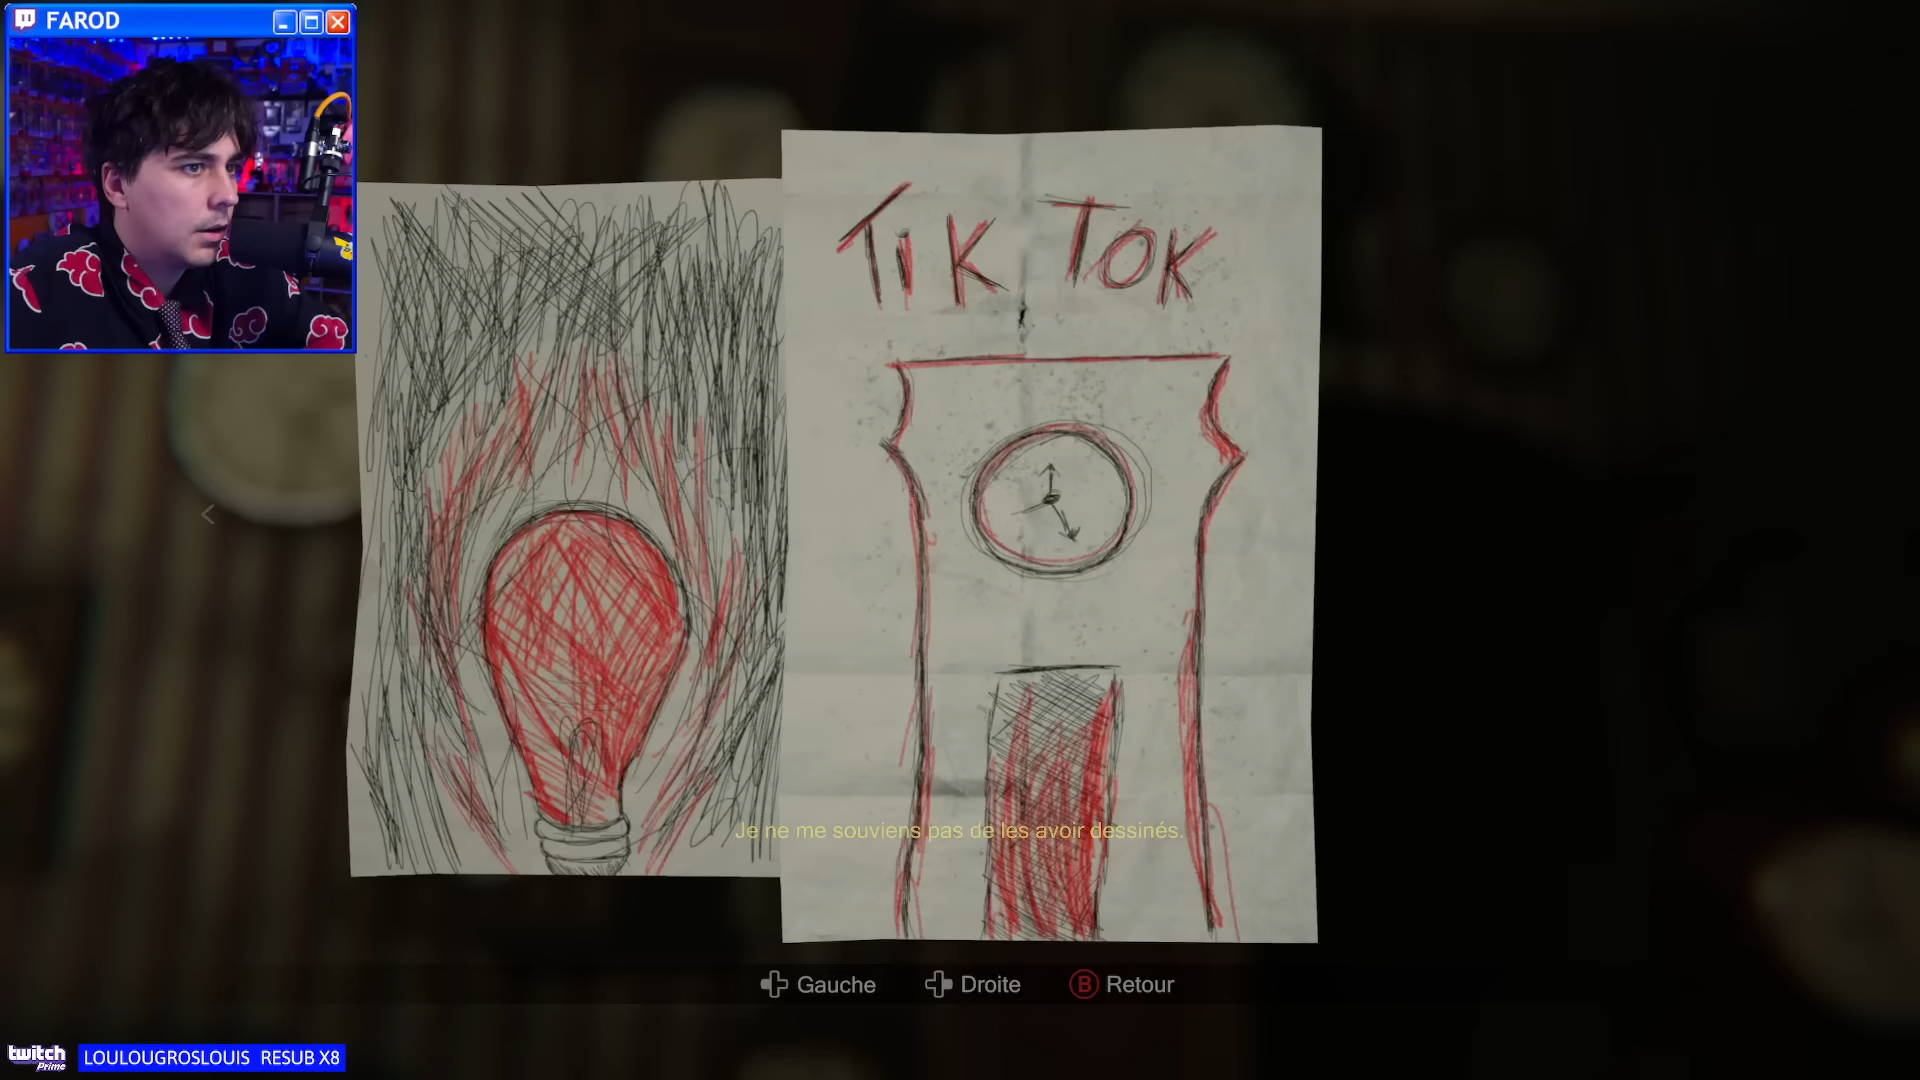 FAROD
TiK TOK
Je ne me souviens pas de les avoir dessinés.
Gauche Droite B Retour
twitch
Prime
LOULOUGROSLOUIS RESUB X8